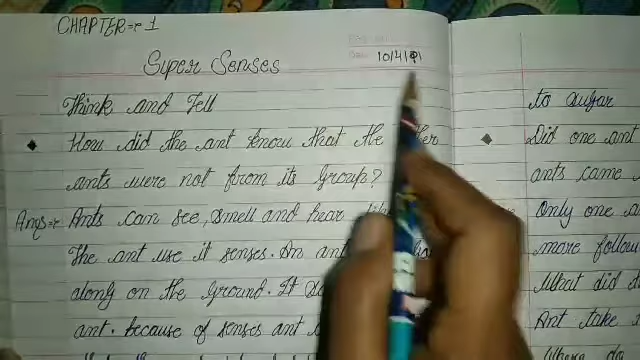 CHAPTER → 1
Super Senses
10/4/21
Think and Tell
How did the ant know that the other
ants were not from its group?
Ans → Ants can see, smell and hear
The ant use it senses. An ant
along on the ground. It
ant. because of senses ant
to sugar
Did one ant
ants came
Only one
more follow
What did
Ant take
Where do